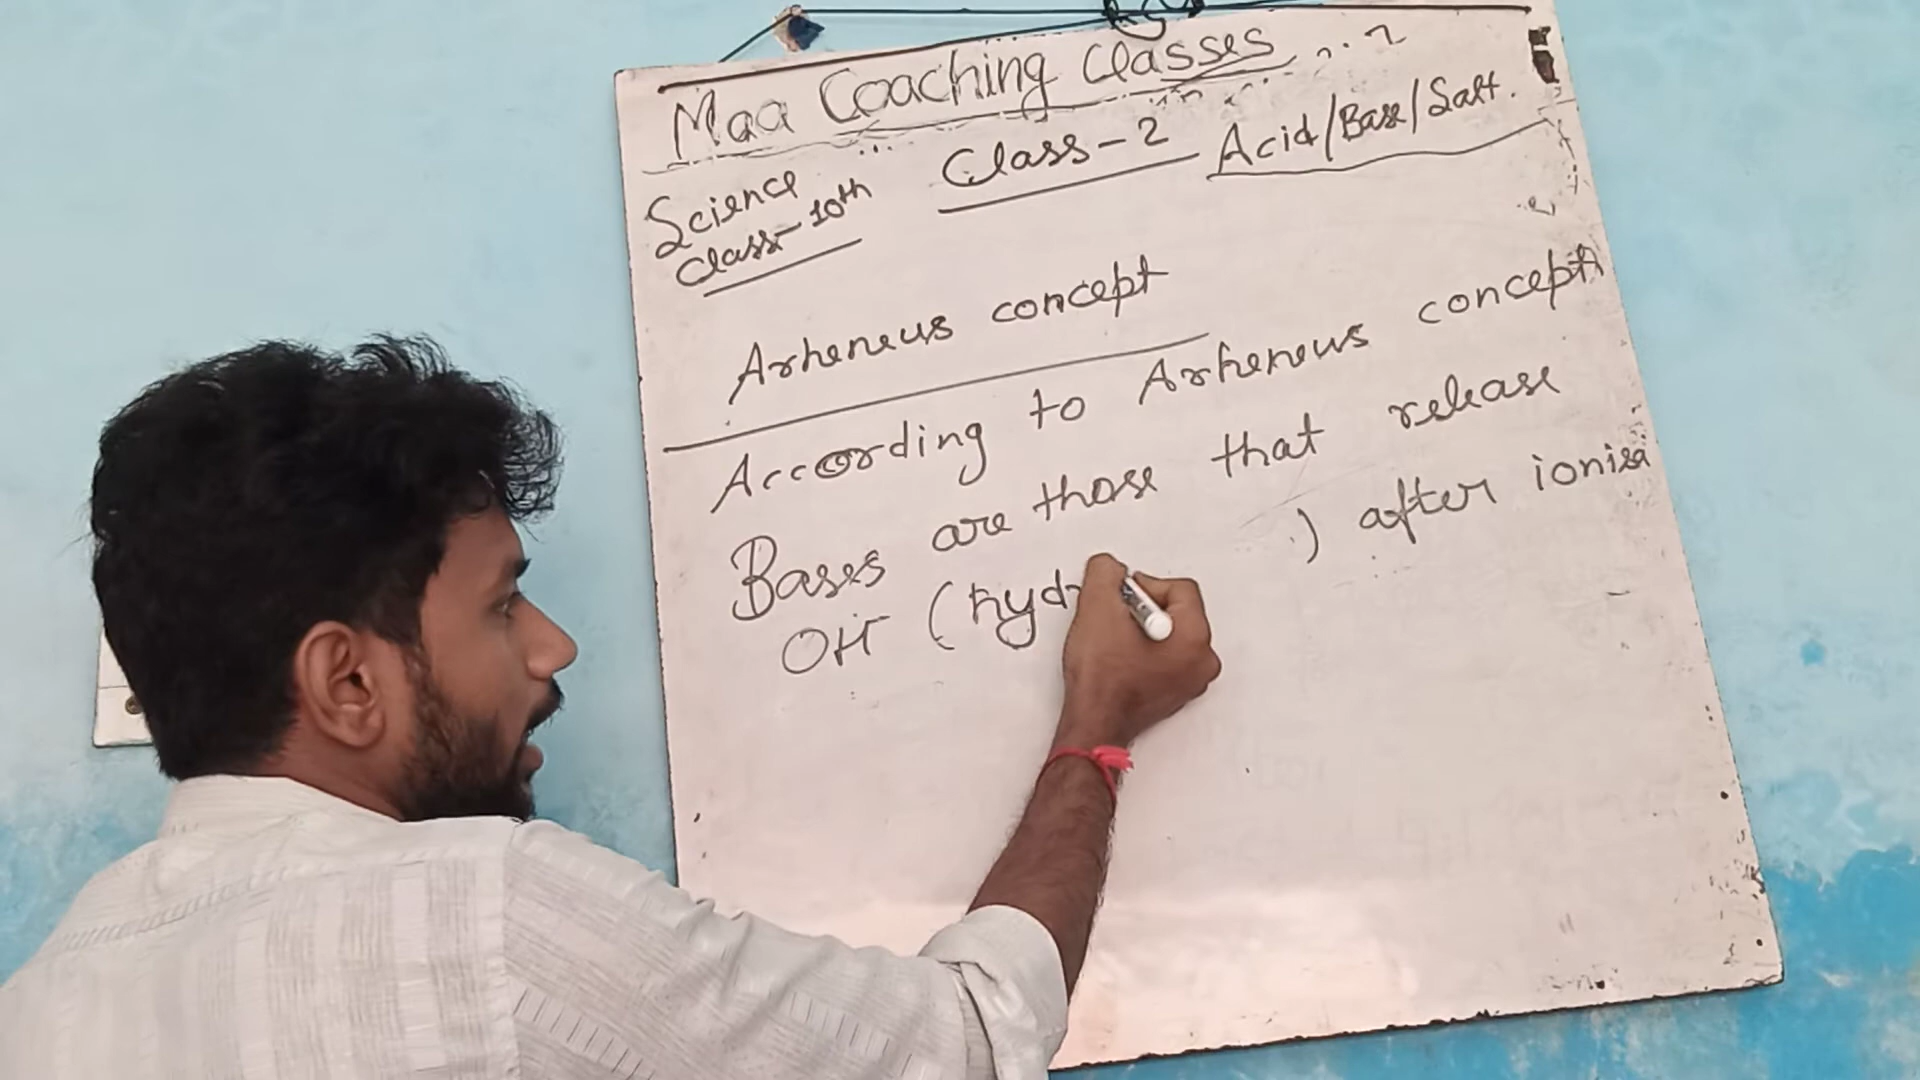 Maa Coaching Classes
Science Class-2 Acid/Base/Salt.
Class-10th
Arheneus concept
According to Arheneus concept
Bases are those that release
OH⁻ (hyd ) after ionisa